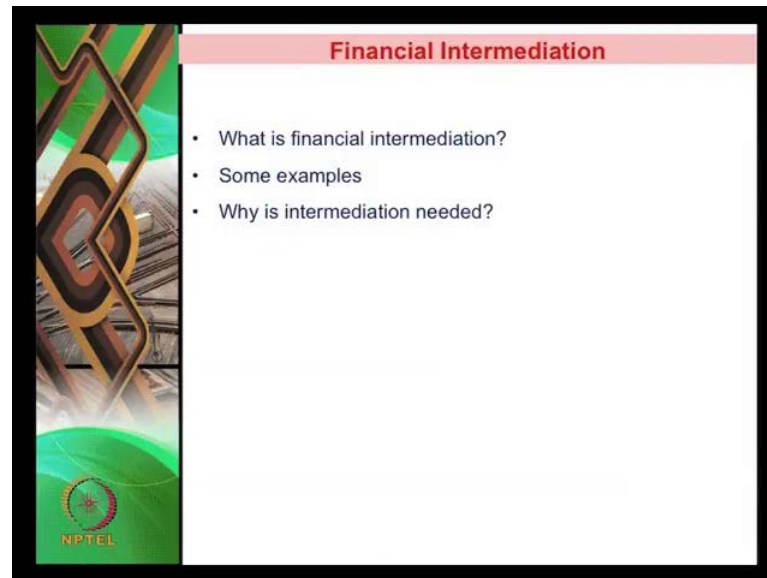 Financial Intermediation
• What is financial intermediation?
• Some examples
• Why is intermediation needed?
NPTEL